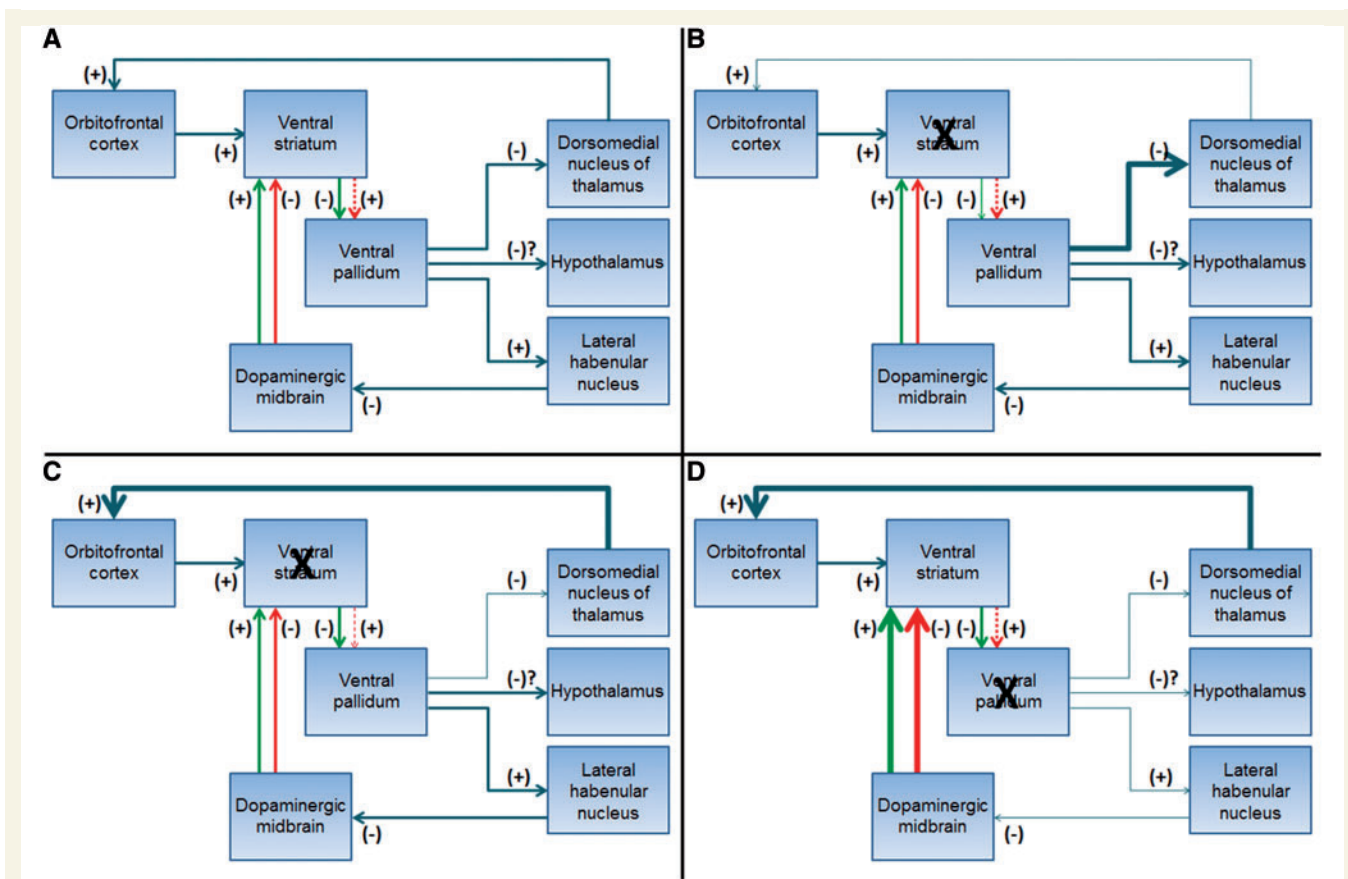 A
(+)
Orbitofrontal
cortex
(+)
Ventral
striatum
(+)
(-)
(-)
(+)
Ventral
pallidum
(-)
Dorsomedial
nucleus of
thalamus
(-)?
Hypothalamus
(+)
Lateral
habenular
nucleus
Dopaminergic
midbrain
(-)
B
(+)
Orbitofrontal
cortex
(+)
Ventral
striatum
X
(+)
(-)
(-)
(+)
Ventral
pallidum
(-)
Dorsomedial
nucleus of
thalamus
(-)?
Hypothalamus
(+)
Lateral
habenular
nucleus
Dopaminergic
midbrain
(-)
C
(+)
Orbitofrontal
cortex
(+)
Ventral
striatum
X
(+)
(-)
(-)
(+)
Ventral
pallidum
(-)
Dorsomedial
nucleus of
thalamus
(-)?
Hypothalamus
(+)
Lateral
habenular
nucleus
Dopaminergic
midbrain
(-)
D
(+)
Orbitofrontal
cortex
(+)
Ventral
striatum
(+)
(-)
(-)
(+)
Ventral
pallidum
X
(-)
Dorsomedial
nucleus of
thalamus
(-)?
Hypothalamus
(+)
Lateral
habenular
nucleus
Dopaminergic
midbrain
(-)